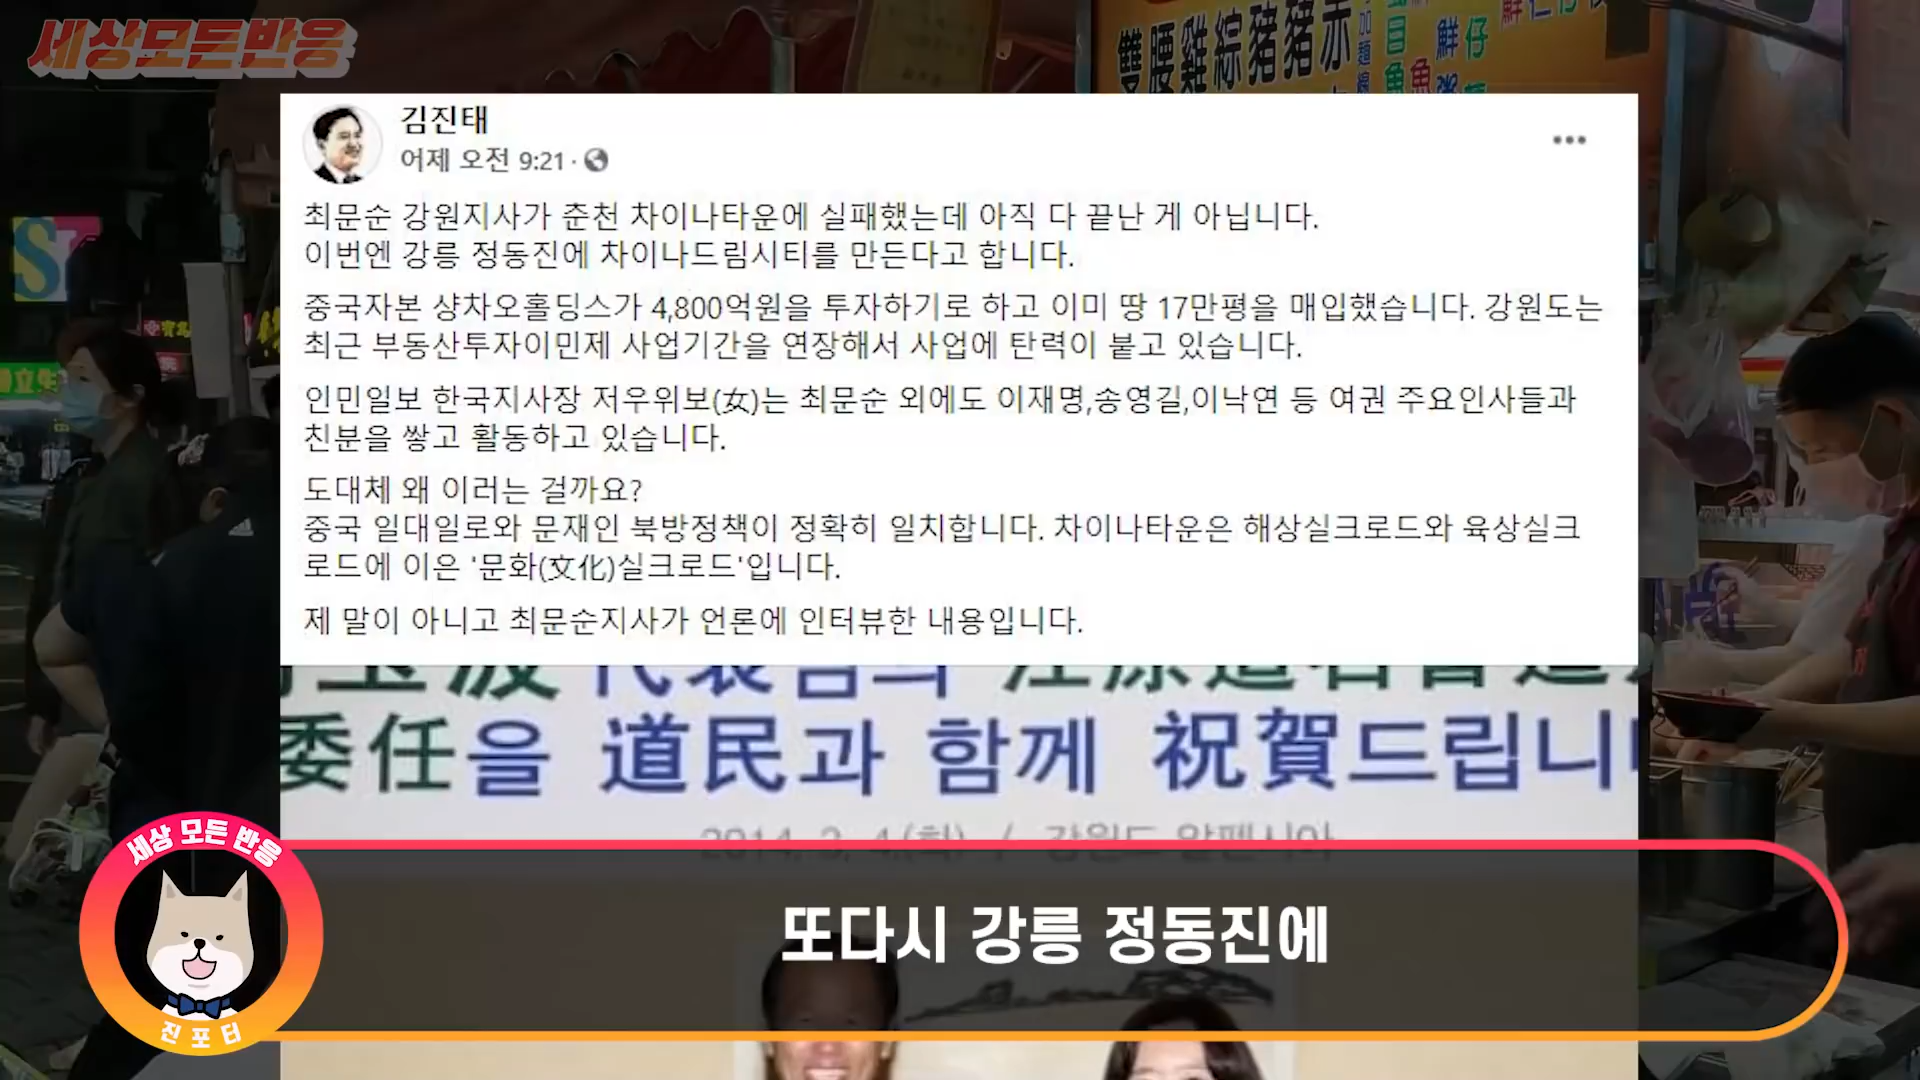 세상모든반응
김진태
어제 오전 9:21 ·
최문순 강원지사가 춘천 차이나타운에 실패했는데 아직 다 끝난 게 아닙니다.
이번엔 강릉 정동진에 차이나드림시티를 만든다고 합니다.
중국자본 샹차오홀딩스가 4,800억원을 투자하기로 하고 이미 땅 17만평을 매입했습니다. 강원도는
최근 부동산투자이민제 사업기간을 연장해서 사업에 탄력이 붙고 있습니다.
인민일보 한국지사장 저우위보(女)는 최문순 외에도 이재명,송영길,이낙연 등 여권 주요인사들과
친분을 쌓고 활동하고 있습니다.
도대체 왜 이러는 걸까요?
중국 일대일로와 문재인 북방정책이 정확히 일치합니다. 차이나타운은 해상실크로드와 육상실크
로드에 이은 '문화(文化)실크로드'입니다.
제 말이 아니고 최문순지사가 언론에 인터뷰한 내용입니다.
委任을 道民과 함께 祝賀드립니
세상 모든 반응
진포터
또다시 강릉 정동진에